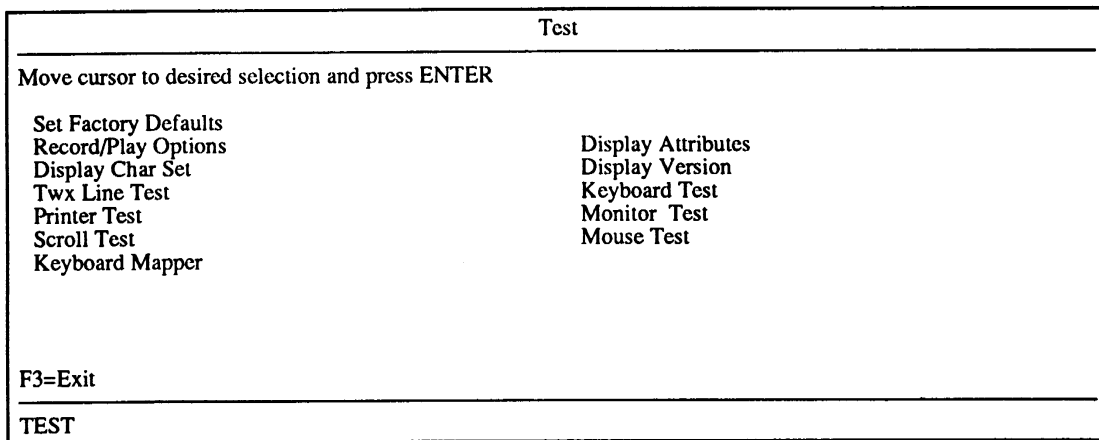 Test
Move cursor to desired selection and press ENTER
Set Factory Defaults
Record/Play Options
Display Char Set
Twx Line Test
Printer Test
Scroll Test
Keyboard Mapper
Display Attributes
Display Version
Keyboard Test
Monitor Test
Mouse Test
F3=Exit
TEST